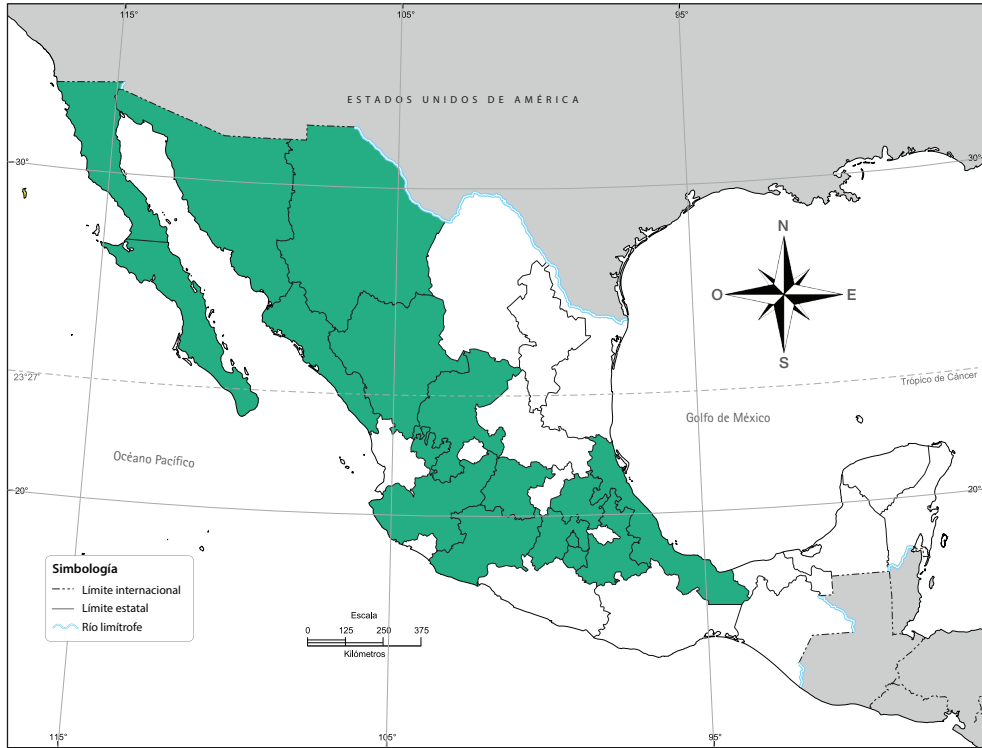 115°
105°
95°
ESTADOS UNIDOS DE AMÉRICA
30°
30°
N
O
E
S
23°27'
Trópico de Cáncer
Golfo de México
Océano Pacífico
20°
20°
Simbología
Límite internacional
Límite estatal
Río limítrofe
Escala
0 125 250 375
Kilómetros
115°
105°
95°